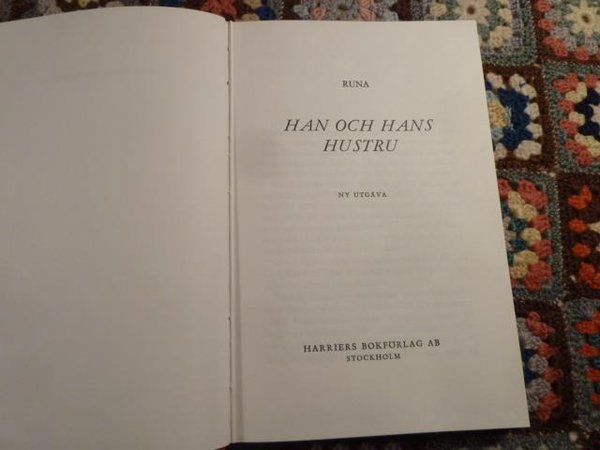 RUNA
HAN OCH HANS
HUSTRU
NY UTGÅVA
HARRIERS BOKFÖRLAG AB
STOCKHOLM